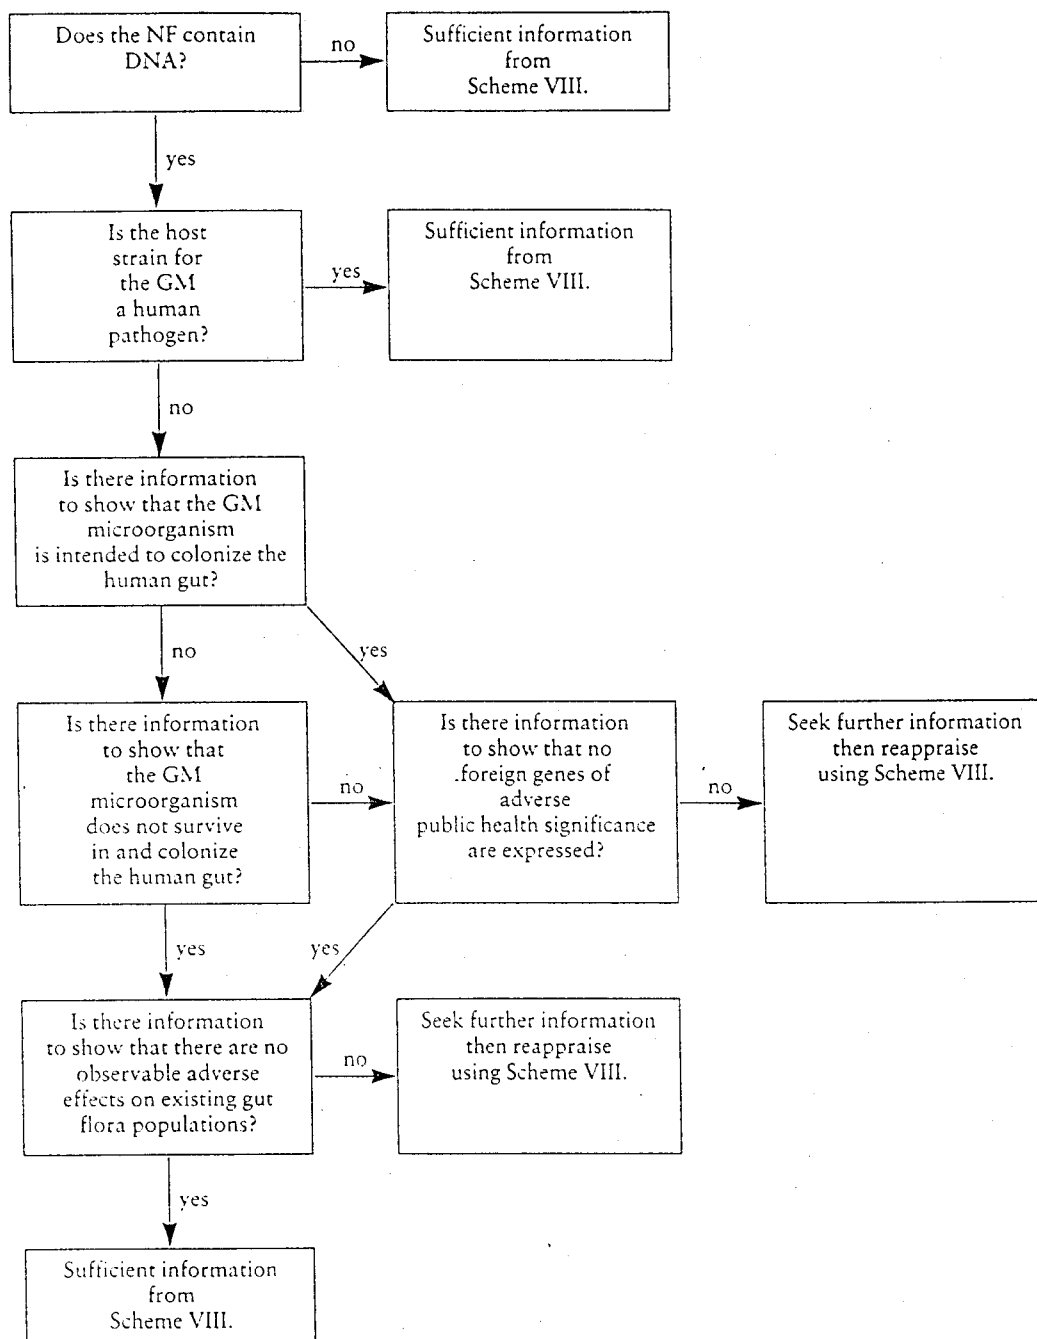 Does the NF contain
DNA?
no
Sufficient information
from
Scheme VIII.
yes
Is the host
strain for
the GM
a human
pathogen?
yes
Sufficient information
from
Scheme VIII.
no
Is there information
to show that the GM
microorganism
is intended to colonize the
human gut?
no
yes
Is there information
to show that
the GM
microorganism
does not survive
in and colonize
the human gut?
no
Is there information
to show that no
foreign genes of
adverse
public health significance
are expressed?
no
Seek further information
then reappraise
using Scheme VIII.
yes
yes
Is there information
to show that there are no
observable adverse
effects on existing gut
flora populations?
no
Seek further information
then reappraise
using Scheme VIII.
yes
Sufficient information
from
Scheme VIII.